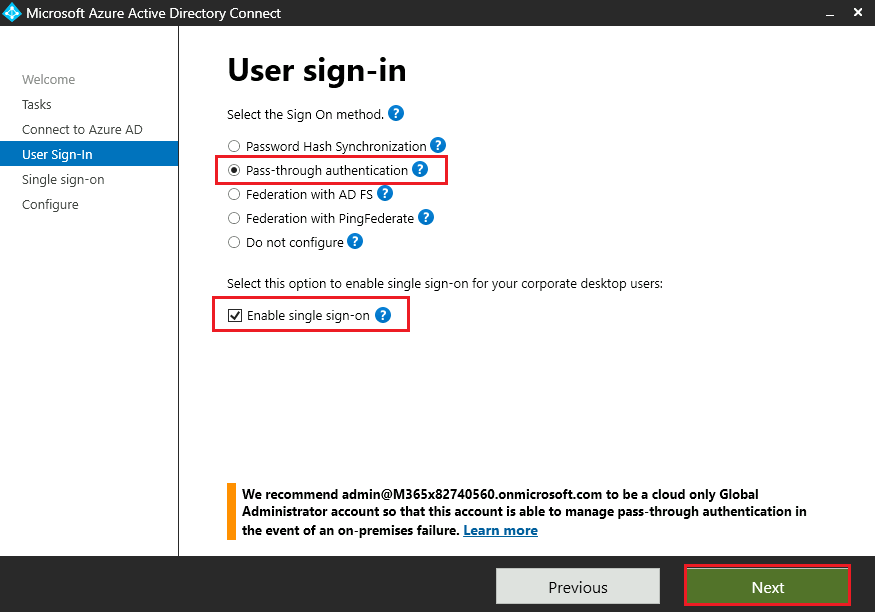 Microsoft Azure Active Directory Connect
Welcome
Tasks
Connect to Azure AD
User Sign-In
Single sign-on
Configure
User sign-in
Select the Sign On method. ?
Password Hash Synchronization ?
Pass-through authentication ?
Federation with AD FS ?
Federation with PingFederate ?
Do not configure ?
Select this option to enable single sign-on for your corporate desktop users:
Enable single sign-on ?
We recommend admin@M365x82740560.onmicrosoft.com to be a cloud only Global
Administrator account so that this account is able to manage pass-through authentication in
the event of an on-premises failure. Learn more
Previous
Next